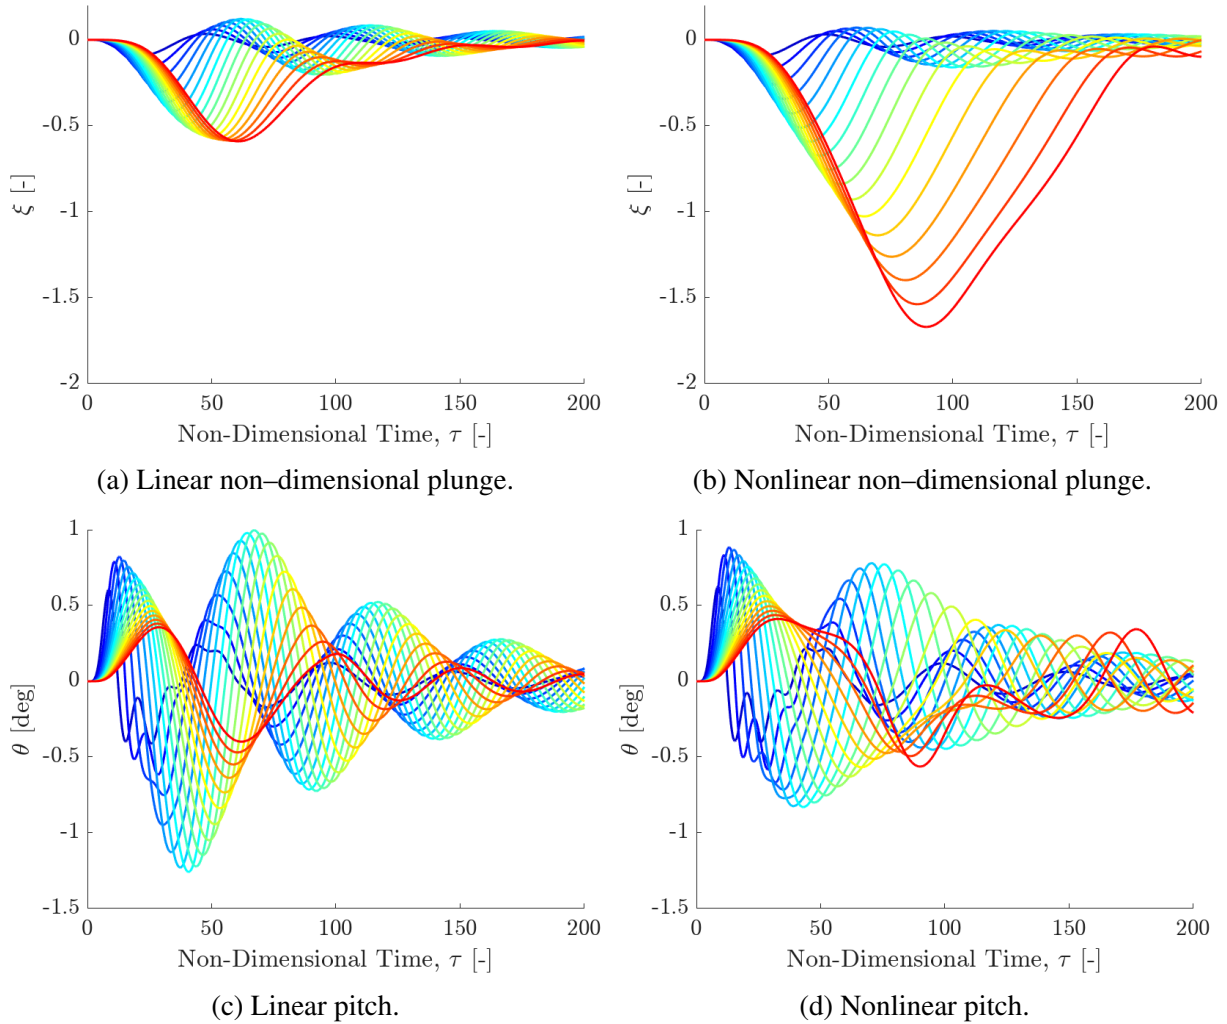 0
-0.5
-1
-1.5
-2
ξ [-]
0 50 100 150 200
Non-Dimensional Time, τ [-]
(a) Linear non–dimensional plunge.
0
-0.5
-1
-1.5
-2
ξ [-]
0 50 100 150 200
Non-Dimensional Time, τ [-]
(b) Nonlinear non–dimensional plunge.
1
0.5
0
-0.5
-1
-1.5
θ [deg]
0 50 100 150 200
Non-Dimensional Time, τ [-]
(c) Linear pitch.
1
0.5
0
-0.5
-1
-1.5
θ [deg]
0 50 100 150 200
Non-Dimensional Time, τ [-]
(d) Nonlinear pitch.